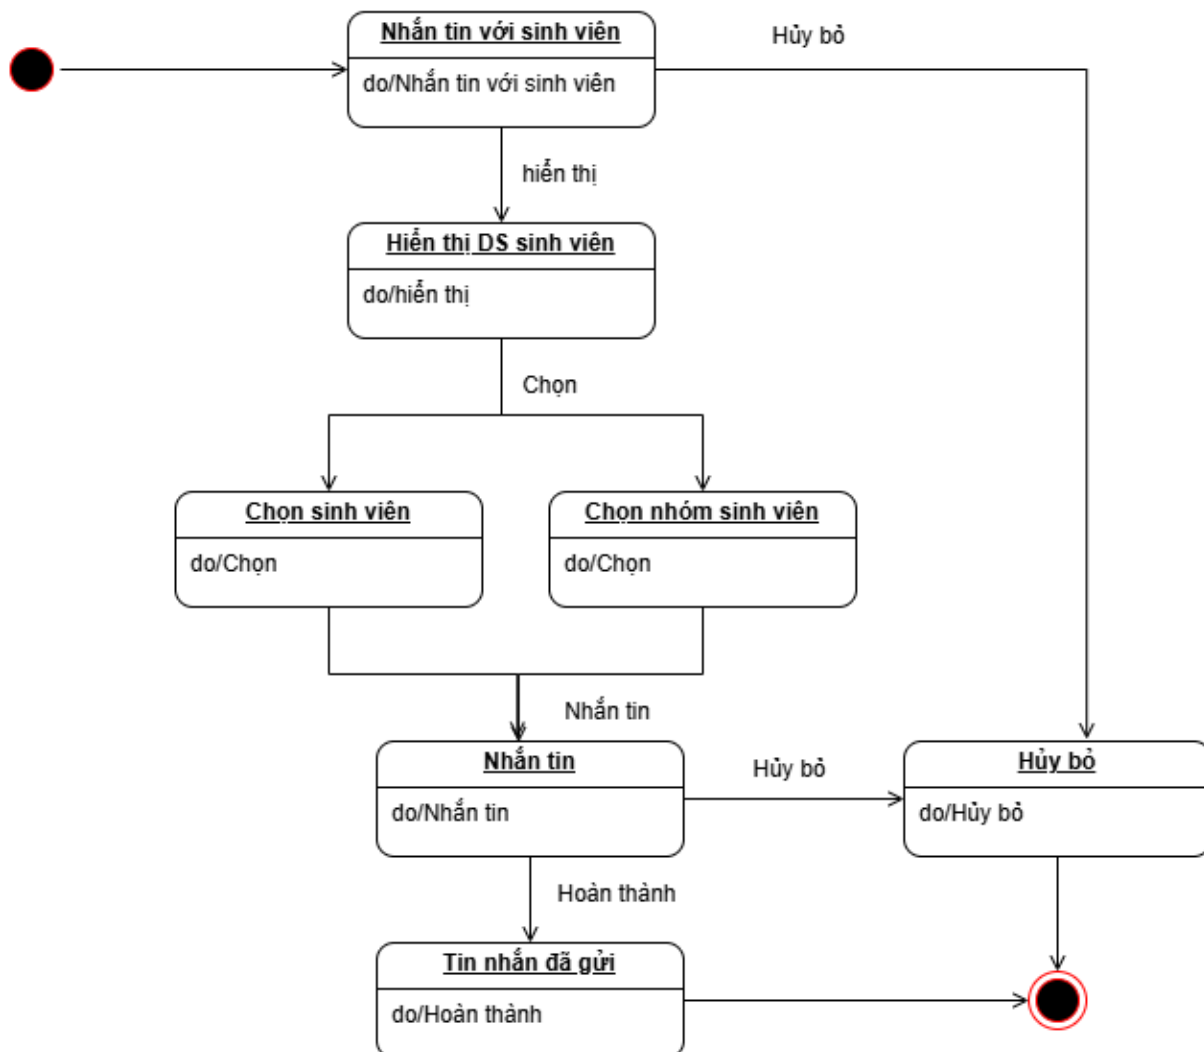 Nhắn tin với sinh viên
Hủy bỏ
do/Nhắn tin với sinh viên
hiển thị
Hiển thị DS sinh viên
do/hiển thị
Chọn
Chọn sinh viên
Chọn nhóm sinh viên
do/Chọn
do/Chọn
Nhắn tin
Nhắn tin
Hủy bỏ
Hủy bỏ
do/Nhắn tin
do/Hủy bỏ
Hoàn thành
Tin nhắn đã gửi
do/Hoàn thành